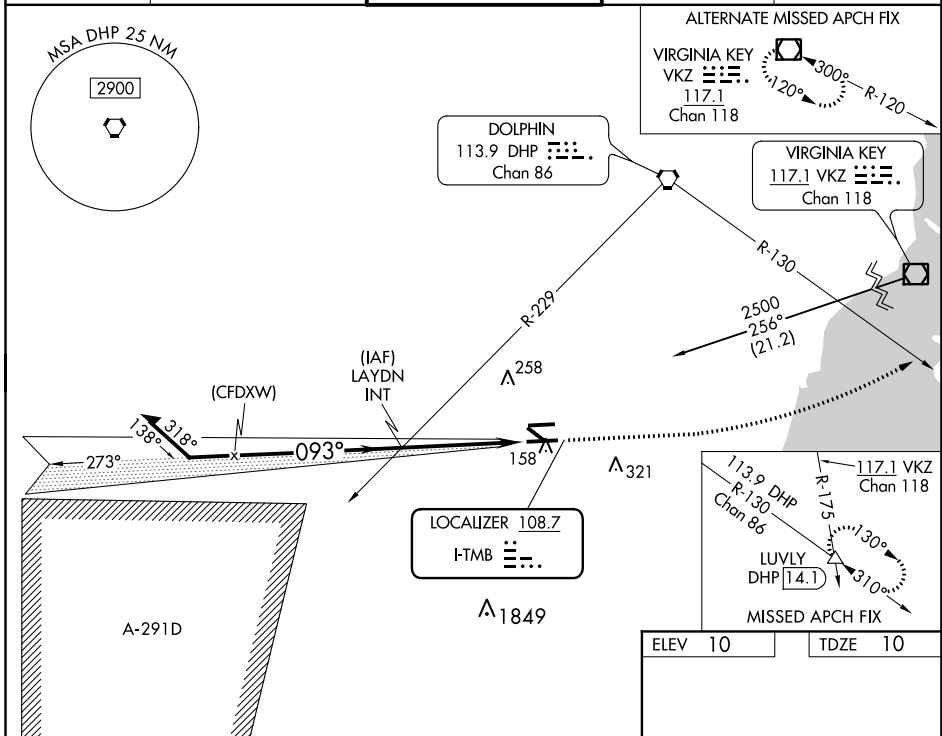 MSA DHP 25 NM
2900
ALTERNATE MISSED APCH FIX
VIRGINIA KEY
VKZ
117.1
Chan 118
120°
300°
R-120
DOLPHIN
113.9 DHP
Chan 86
VIRGINIA KEY
117.1 VKZ
Chan 118
R-130
R-229
2500
256°
(21.2)
(IAF)
LAYDN
INT
(CFDXW)
258
318°
138°
273°
093°
158
321
LOCALIZER 108.7
I-TMB
1849
A-291D
113.9 DHP
R-130
Chan 86
R-175
117.1 VKZ
Chan 118
130°
310°
LUVLY
DHP 14.1
MISSED APCH FIX
ELEV 10
TDZE 10